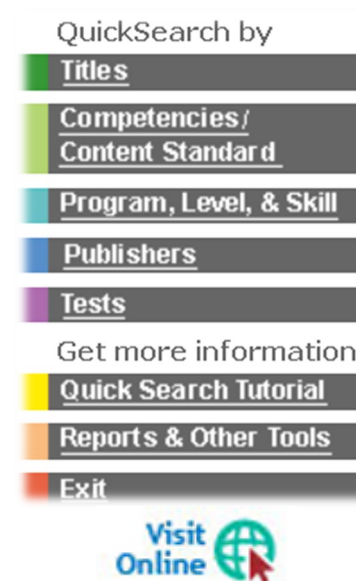 QuickSearch by
Titles
Competencies/
Content Standard
Program, Level, & Skill
Publishers
Tests
Get more information
Quick Search Tutorial
Reports & Other Tools
Exit
Visit
Online